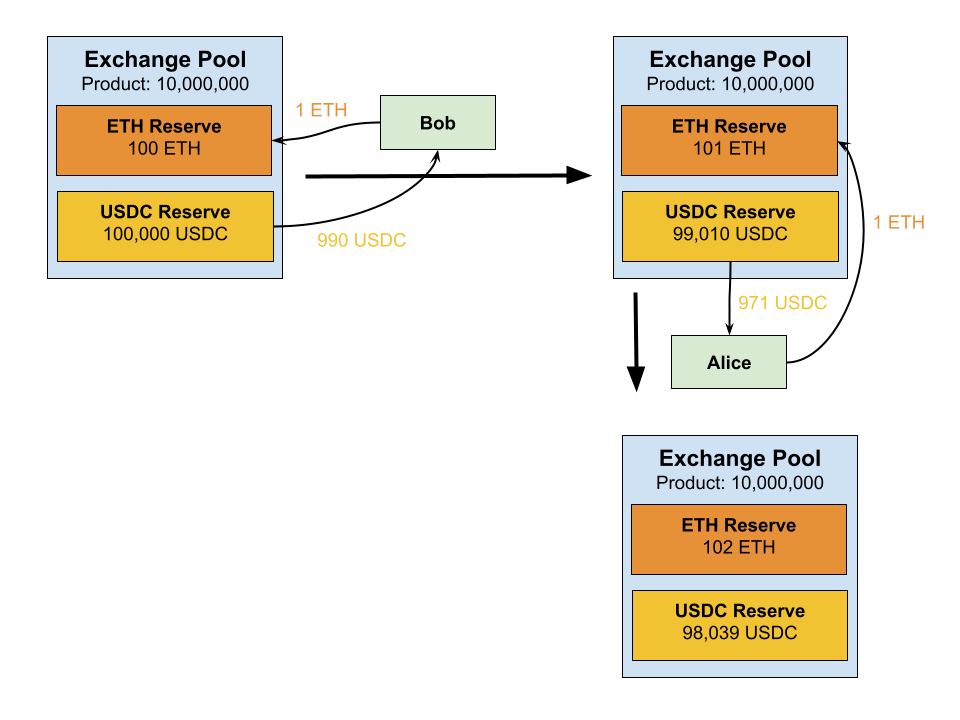 Exchange Pool
Product: 10,000,000
ETH Reserve
100 ETH
USDC Reserve
100,000 USDC
1 ETH
Bob
990 USDC
Exchange Pool
Product: 10,000,000
ETH Reserve
101 ETH
USDC Reserve
99,010 USDC
1 ETH
971 USDC
Alice
Exchange Pool
Product: 10,000,000
ETH Reserve
102 ETH
USDC Reserve
98,039 USDC